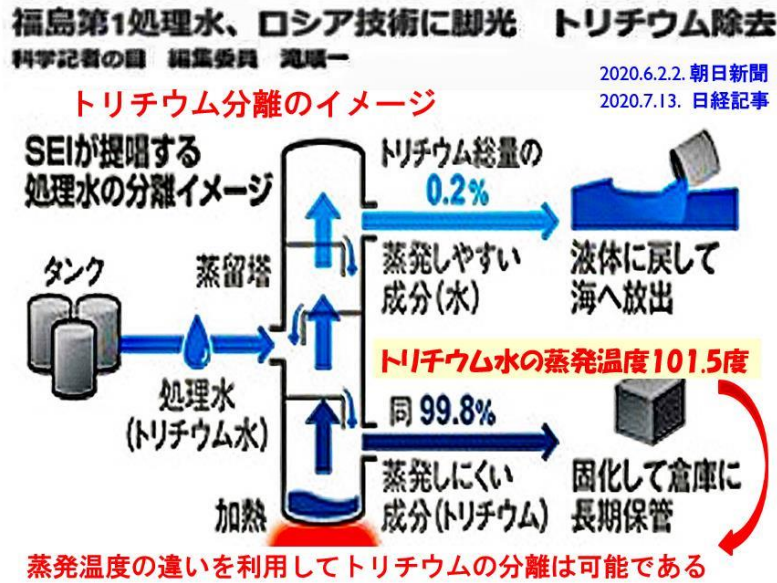 福島第1処理水、ロシア技術に脚光　トリチウム除去
科学記者の目　編集委員　滝順一
2020.6.2.2. 朝日新聞
2020.7.13. 日経記事
トリチウム分離のイメージ
SEIが提唱する
処理水の分離イメージ
トリチウム総量の
0.2%
タンク
蒸留塔
蒸発しやすい
成分(水)
液体に戻して
海へ放出
トリチウム水の蒸発温度101.5度
処理水
(トリチウム水)
同 99.8%
加熱
蒸発しにくい
成分(トリチウム)
固化して倉庫に
長期保管
蒸発温度の違いを利用してトリチウムの分離は可能である